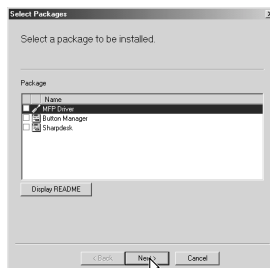 Select Packages
Select a package to be installed.
Package
Name
MFP Driver
Button Manager
Sharpdesk
Display README
< Back
Next >
Cancel